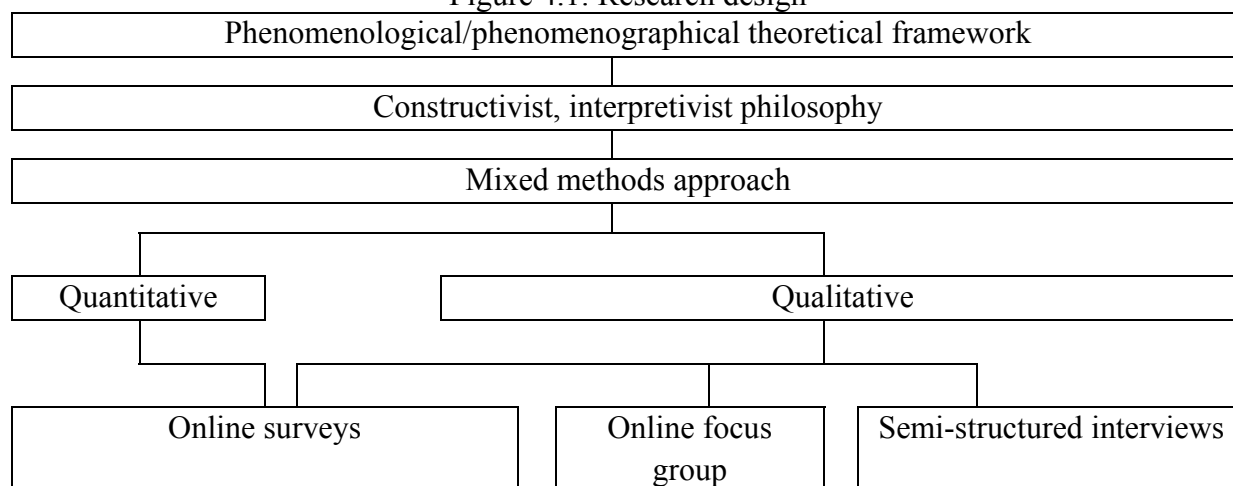 Figure 4.1: Research design
Phenomenological/phenomenographical theoretical framework
Constructivist, interpretivist philosophy
Mixed methods approach
Quantitative
Qualitative
Online surveys
Online focus
group
Semi-structured interviews